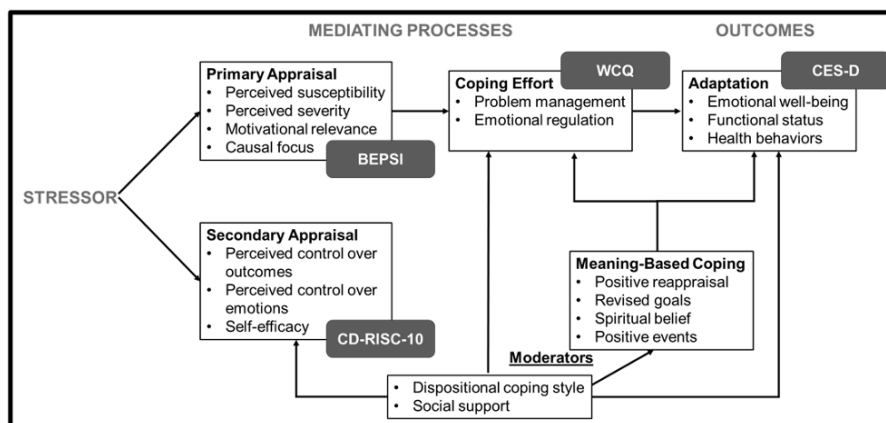 MEDIATING PROCESSES
OUTCOMES
Primary Appraisal
• Perceived susceptibility
• Perceived severity
• Motivational relevance
• Causal focus
BEPSI
Coping Effort
WCQ
• Problem management
• Emotional regulation
Adaptation
CES-D
• Emotional well-being
• Functional status
• Health behaviors
STRESSOR
Secondary Appraisal
• Perceived control over
outcomes
• Perceived control over
emotions
• Self-efficacy
CD-RISC-10
Meaning-Based Coping
• Positive reappraisal
• Revised goals
• Spiritual belief
• Positive events
Moderators
• Dispositional coping style
• Social support